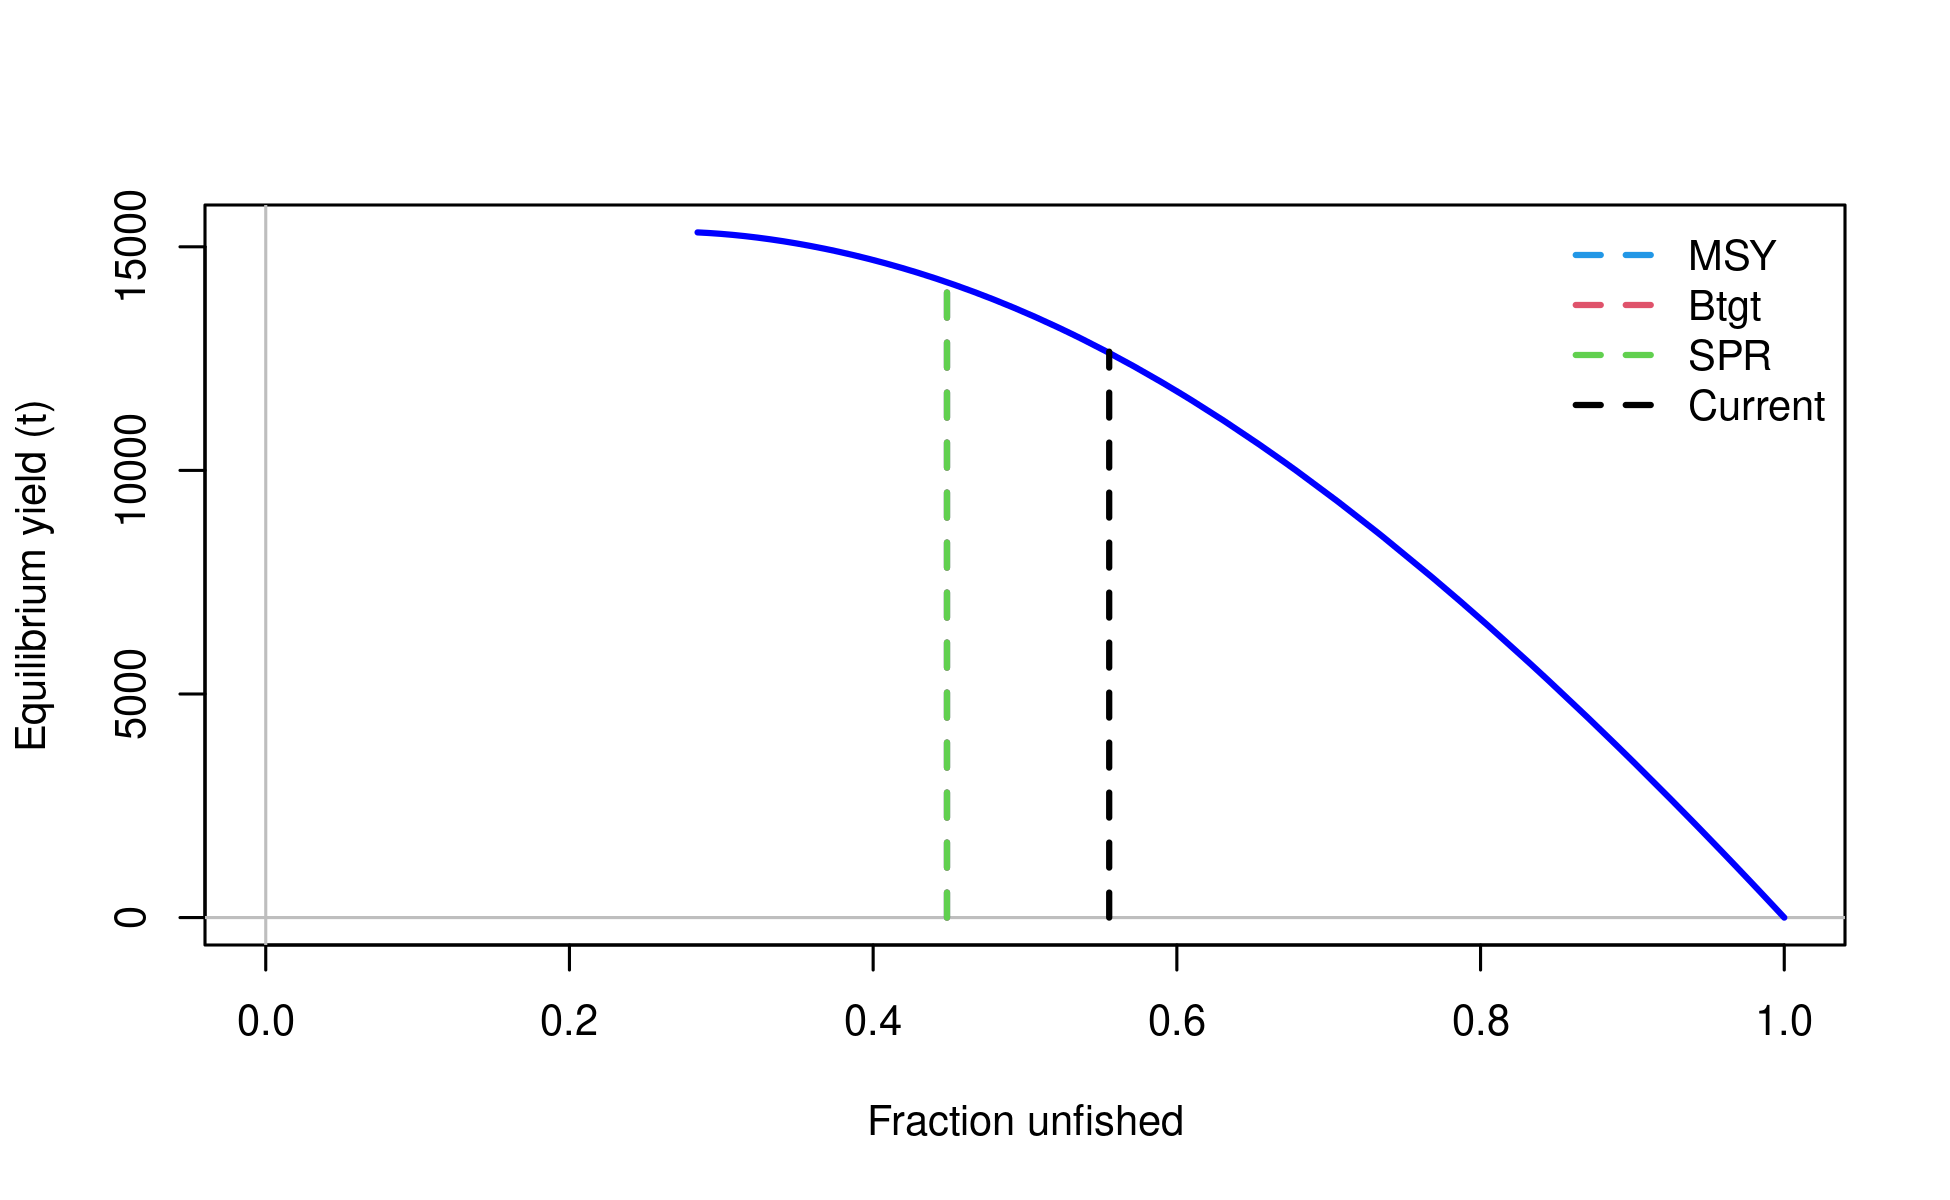 Equilibrium yield (t)
15000
10000
5000
0
MSY
Btgt
SPR
Current
0.0 0.2 0.4 0.6 0.8 1.0
Fraction unfished